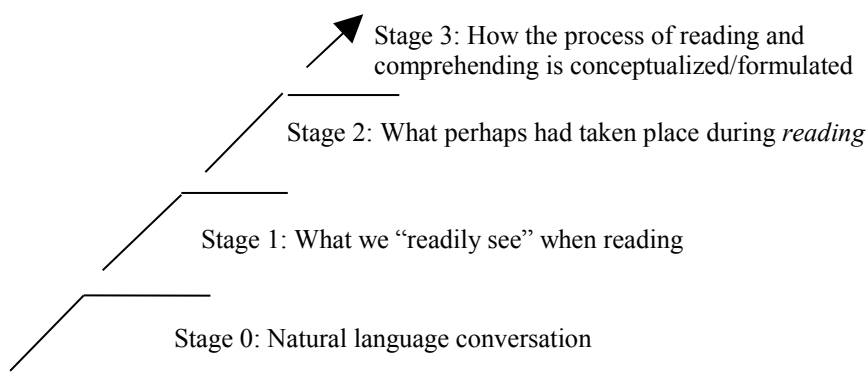 Stage 3: How the process of reading and
comprehending is conceptualized/formulated
Stage 2: What perhaps had taken place during reading
Stage 1: What we “readily see” when reading
Stage 0: Natural language conversation